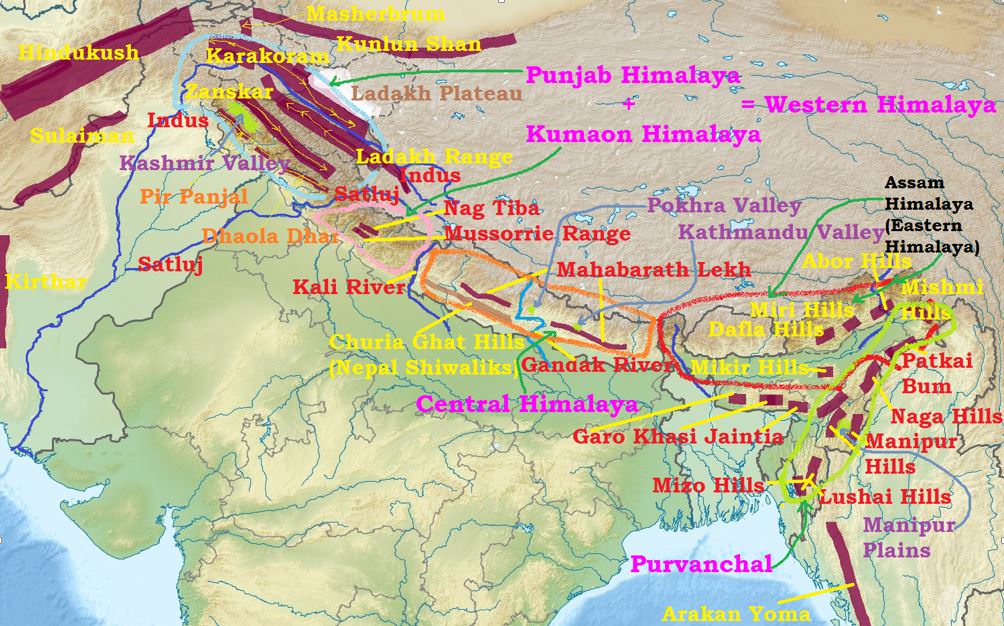 Masherbrum
Hindukush
Karakoram
Kunlun Shan
Punjab Himalaya
Zanskar
Ladakh Plateau
+
= Western Himalaya
Indus
Sulaiman
Kumaon Himalaya
Kashmir Valley
Ladakh Range
Indus
Pir Panjal
Satluj
Assam
Himalaya
(Eastern
Himalaya)
Nag Tiba
Pokhra Valley
Dhaola Dhar
Mussorrie Range
Kathmandu Valley
Satluj
Abor Hills
Kirthar
Kali River
Mahabarath Lekh
Mishmi
Hills
Miri Hills
Dafla Hills
Churia Ghat Hills
(Nepal Shiwaliks)
Gandak River
Mikir Hills
Patkai
Bum
Central Himalaya
Naga Hills
Garo Khasi Jaintia
Manipur
Hills
Mizo Hills
Lushai Hills
Manipur
Plains
Purvanchal
Arakan Yoma